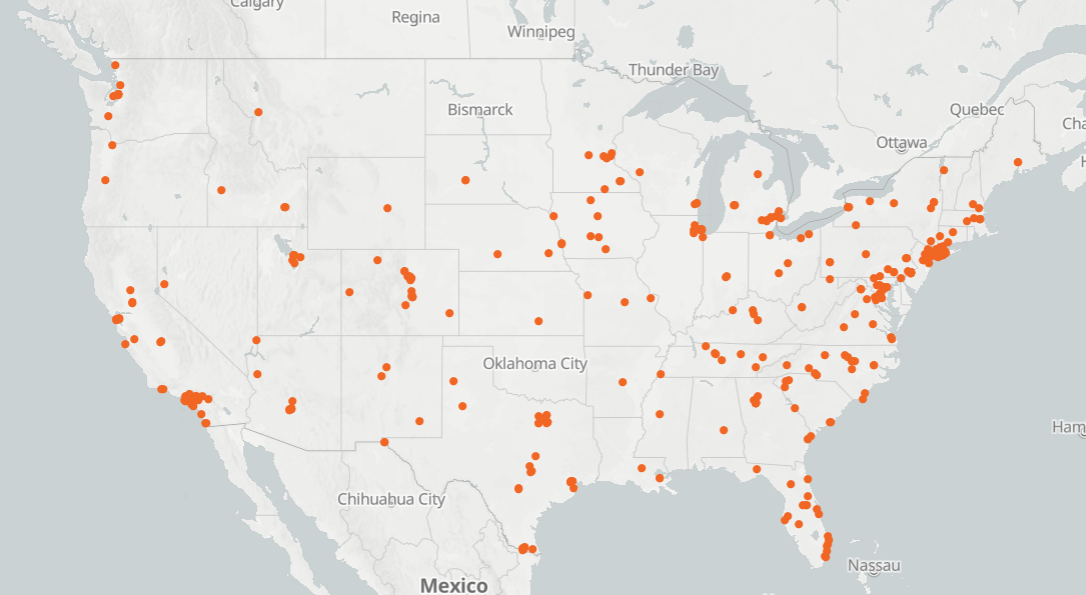 Calgary
Regina
Winnipeg
Thunder Bay
Bismarck
Quebec
Ottawa
Oklahoma City
Chihuahua City
Nassau
Mexico